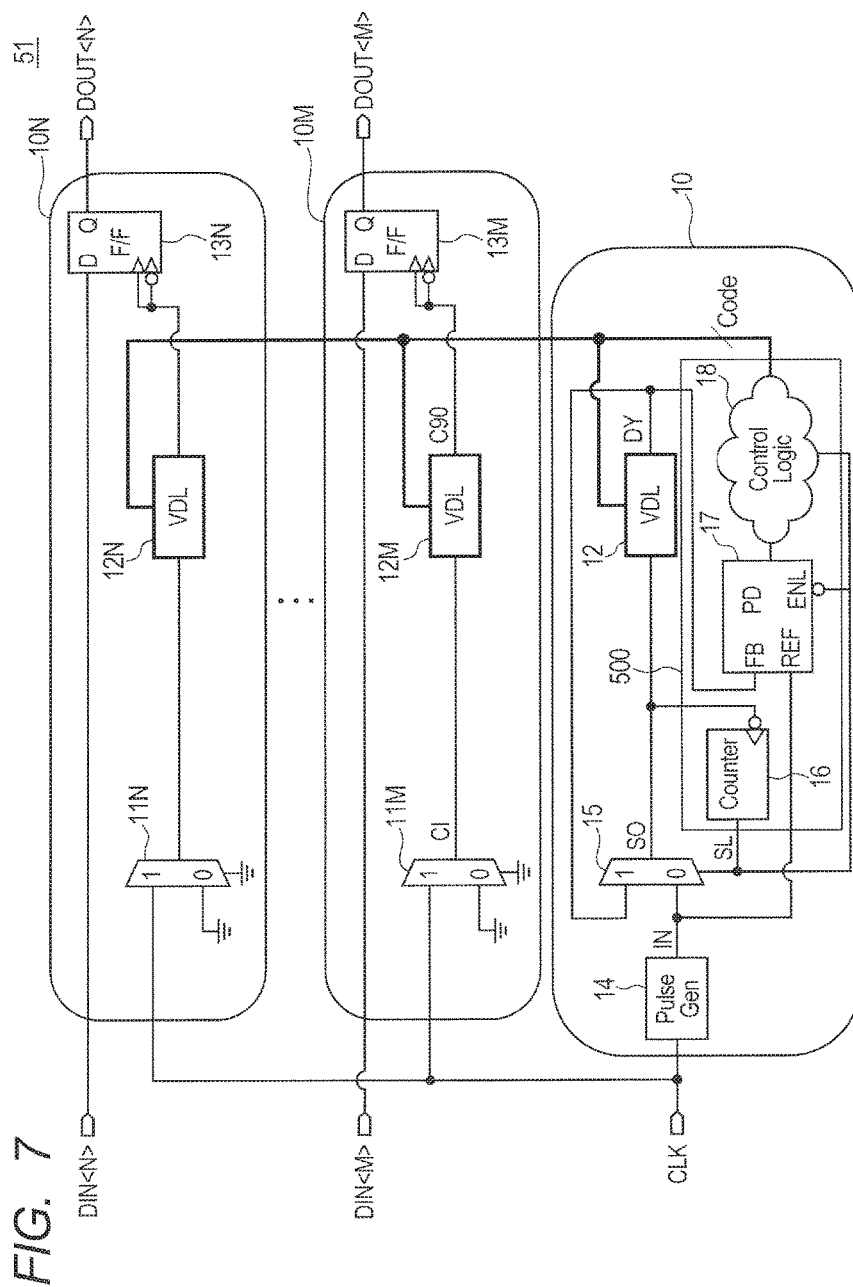 FIG. 7
51
DIN<N>
10N
11N
1
0
12N
VDL
D Q
F/F
13N
DOUT<N>
DIN<M>
10M
11M
1
0
CI
12M
VDL
C90
D Q
F/F
13M
DOUT<M>
CLK
10
14
Pulse
Gen
IN
15
1
0
SO
SL
500
Counter
16
12
VDL
DY
17
FB
PD
REF
ENL
18
Control
Logic
Code